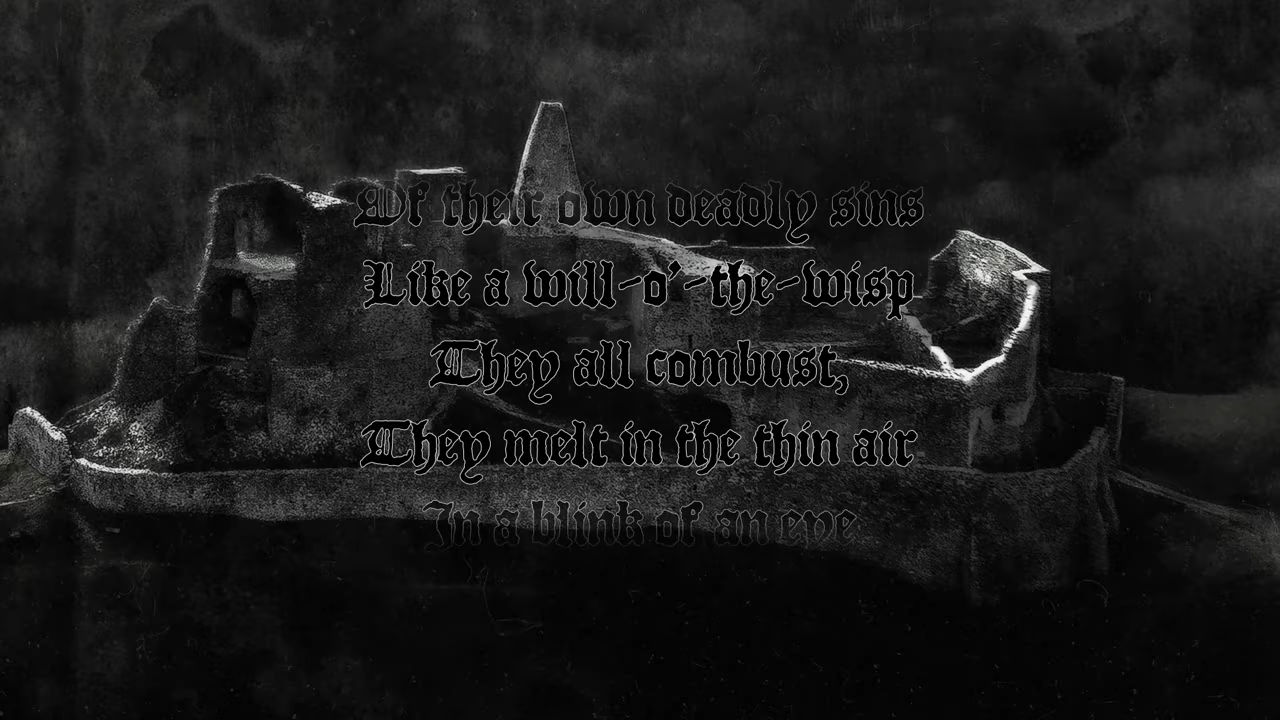 Of their own deadly sins
Like a will-o'-the-wisp
They all combust,
They melt in the thin air
In a blink of an eye